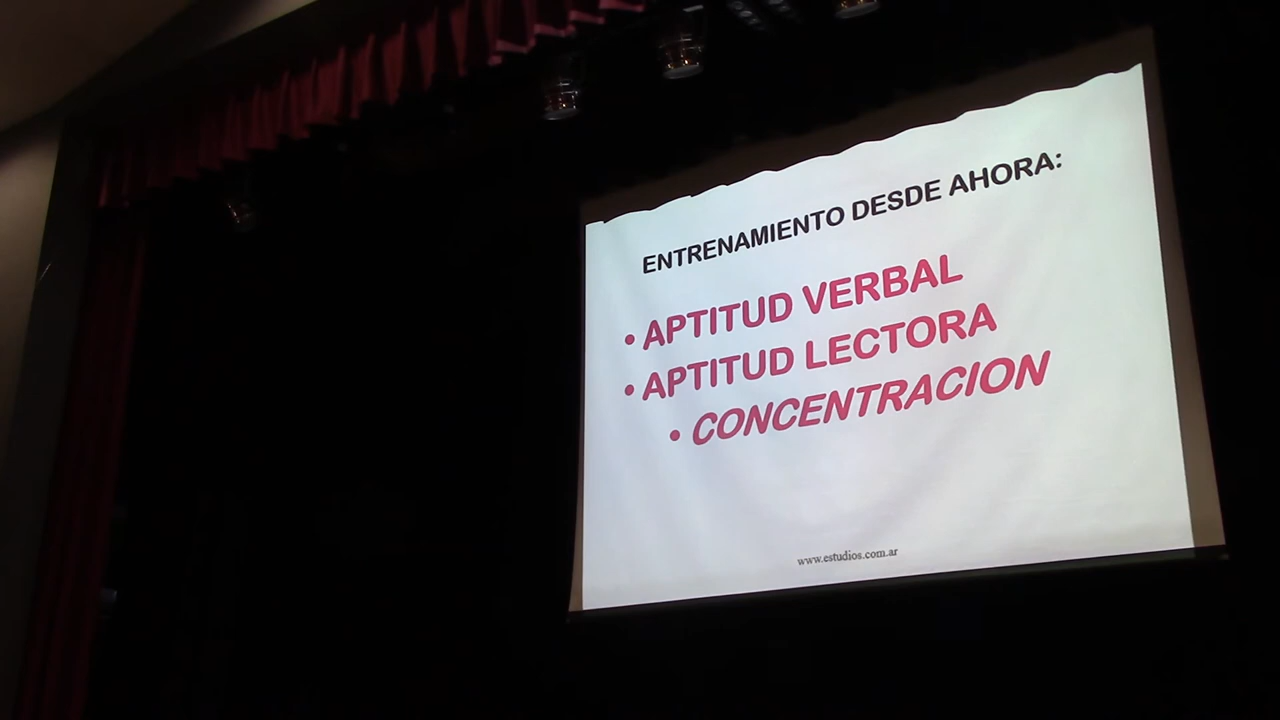 ENTRENAMIENTO DESDE AHORA:
• APTITUD VERBAL
• APTITUD LECTORA
• CONCENTRACION
www.estudios.com.ar